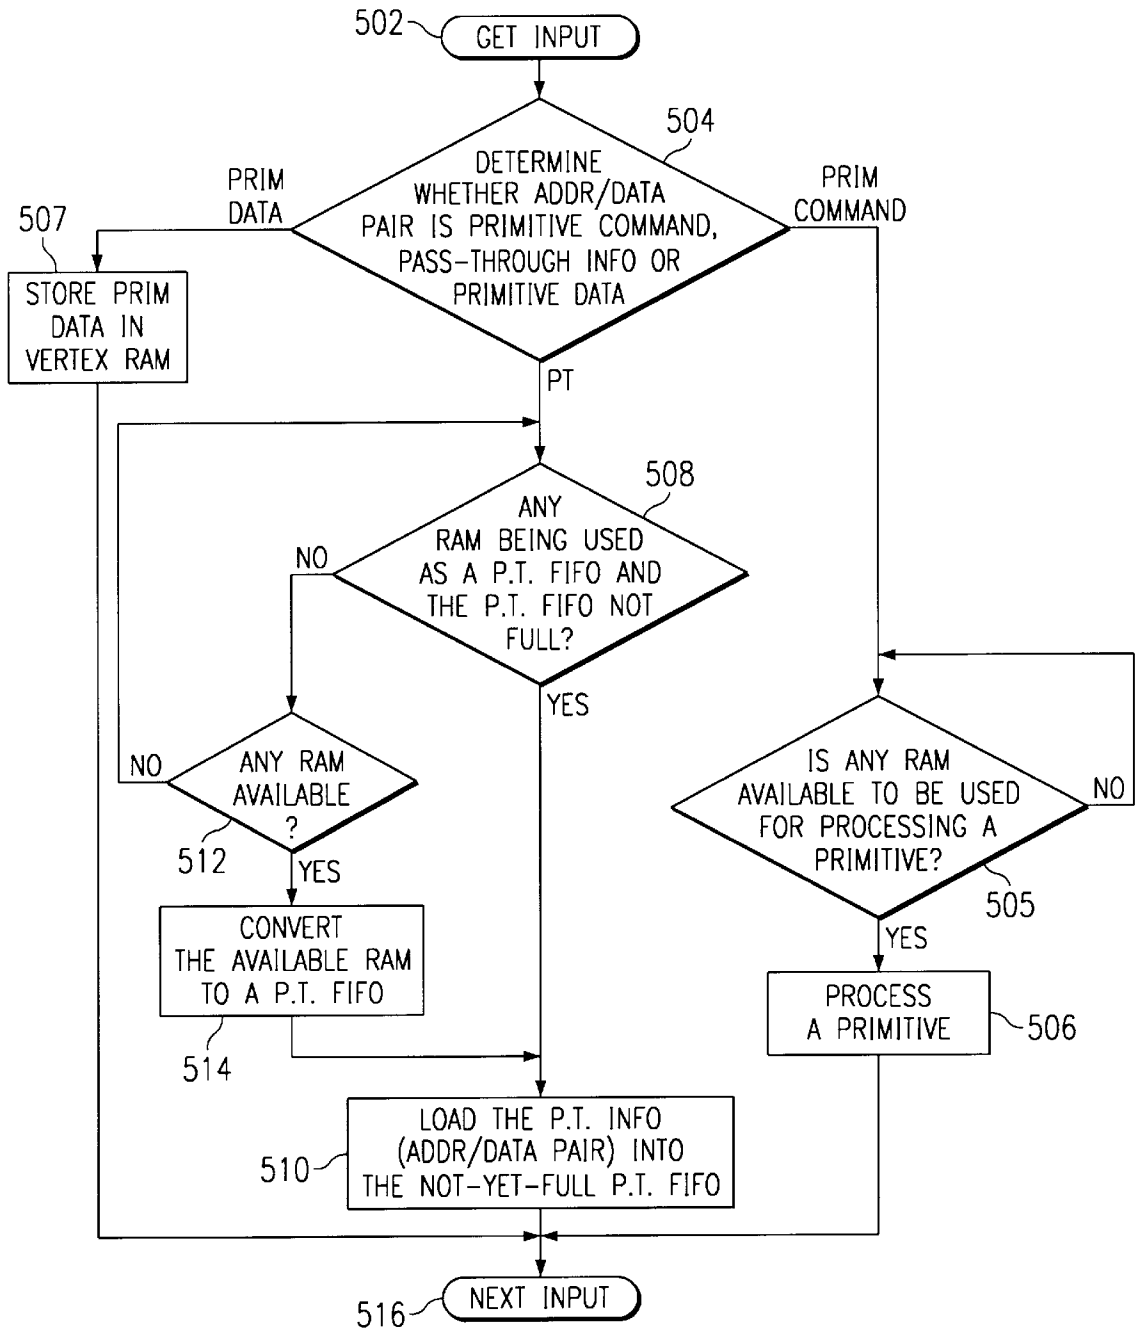 502
GET INPUT
504
DETERMINE
WHETHER ADDR/DATA
PAIR IS PRIMITIVE COMMAND,
PASS-THROUGH INFO OR
PRIMITIVE DATA
PRIM
DATA
PRIM
COMMAND
507
STORE PRIM
DATA IN
VERTEX RAM
PT
508
ANY
RAM BEING USED
AS A P.T. FIFO AND
THE P.T. FIFO NOT
FULL?
NO
YES
ANY RAM
AVAILABLE
?
NO
512
YES
IS ANY RAM
AVAILABLE TO BE USED
FOR PROCESSING A
PRIMITIVE?
NO
505
YES
CONVERT
THE AVAILABLE RAM
TO A P.T. FIFO
514
PROCESS
A PRIMITIVE
506
LOAD THE P.T. INFO
(ADDR/DATA PAIR) INTO
THE NOT-YET-FULL P.T. FIFO
510
NEXT INPUT
516